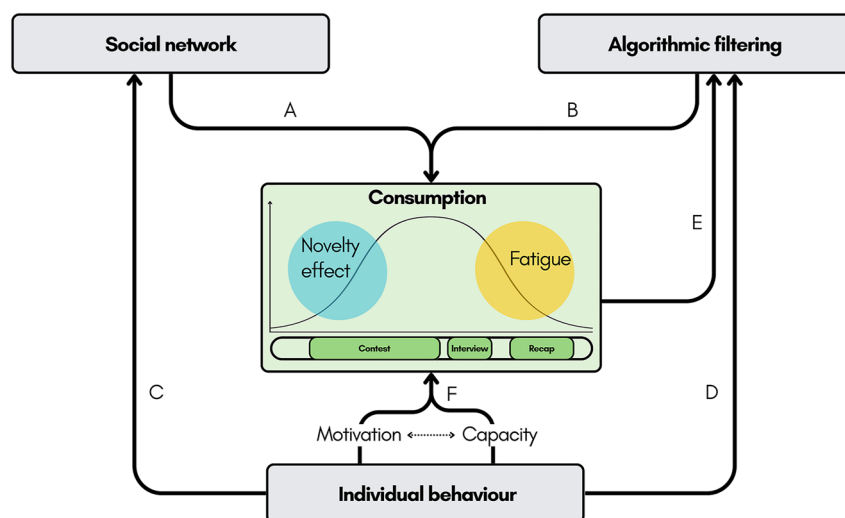 Social network
Algorithmic filtering
A
B
Consumption
Novelty
effect
Fatigue
E
Contest
Interview
Recap
C
F
D
Motivation
Capacity
Individual behaviour